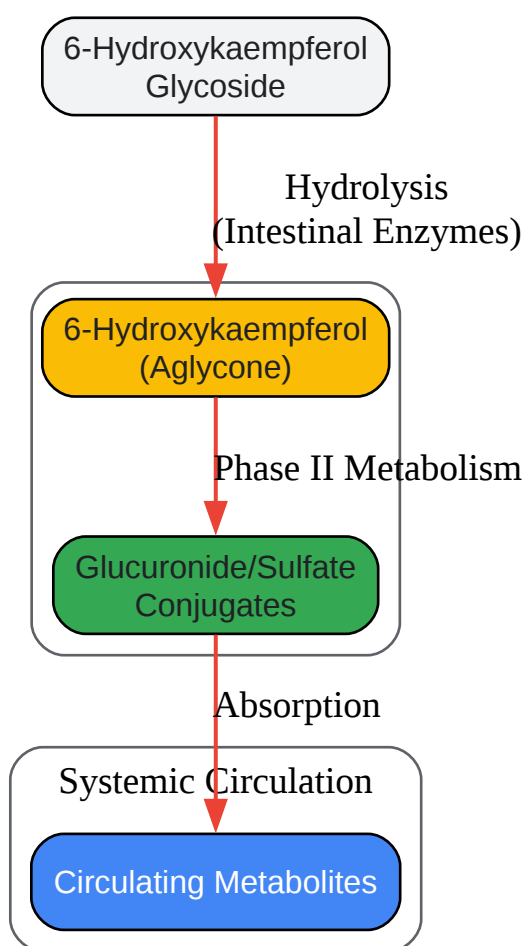 6-Hydroxykaempferol
Glycoside
Hydrolysis
(Intestinal Enzymes)
6-Hydroxykaempferol
(Aglycone)
Phase II Metabolism
Glucuronide/Sulfate
Conjugates
Absorption
Systemic Circulation
Circulating Metabolites